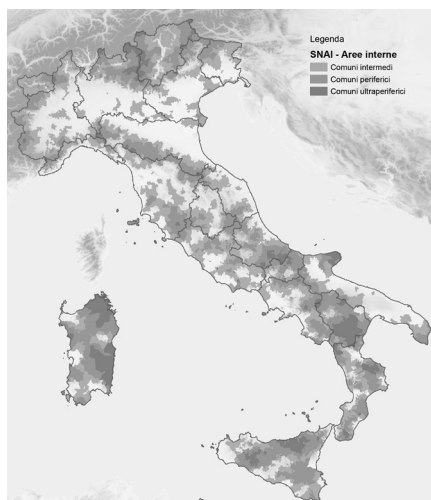 Legenda
SNAI - Aree interne
Comuni intermedi
Comuni periferici
Comuni ultraperiferici